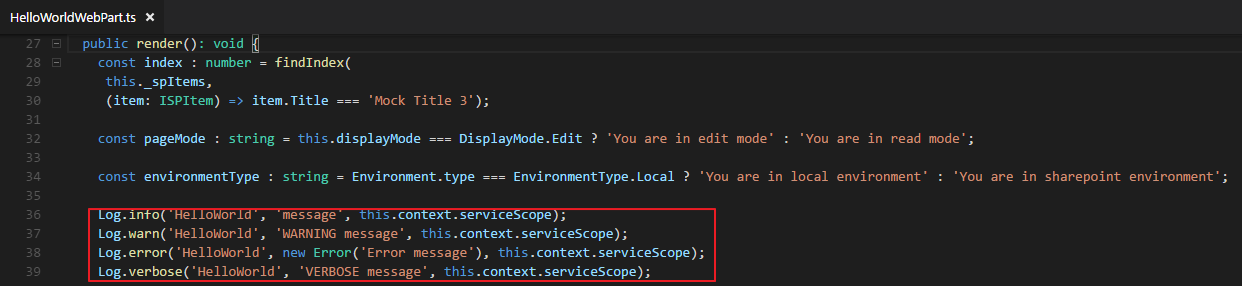 HelloWorldWebPart.ts ×
27 public render(): void {
28 const index : number = findIndex(
29 this._spItems,
30 (item: ISPItem) => item.Title === 'Mock Title 3');
31
32 const pageMode : string = this.displayMode === DisplayMode.Edit ? 'You are in edit mode' : 'You are in read mode';
33
34 const environmentType : string = Environment.type === EnvironmentType.Local ? 'You are in local environment' : 'You are in sharepoint environment';
35
36 Log.info('HelloWorld', 'message', this.context.serviceScope);
37 Log.warn('HelloWorld', 'WARNING message', this.context.serviceScope);
38 Log.error('HelloWorld', new Error('Error message'), this.context.serviceScope);
39 Log.verbose('HelloWorld', 'VERBOSE message', this.context.serviceScope);